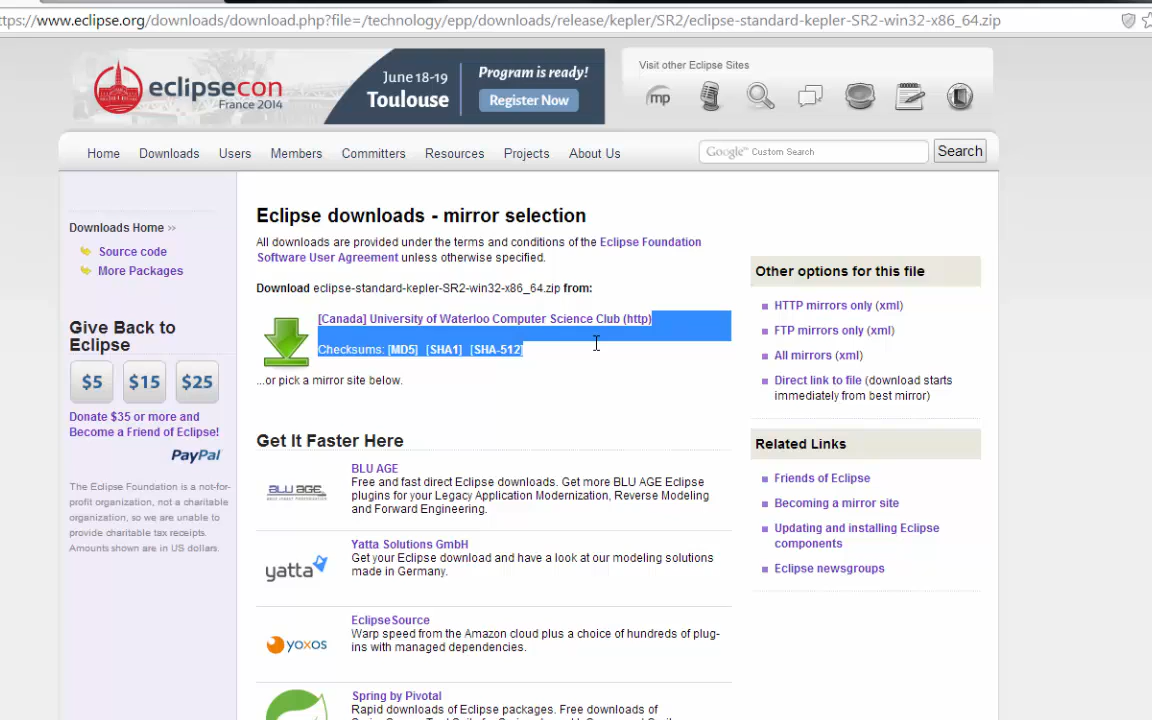 ttps://www.eclipse.org/downloads/download.php?file=/technology/epp/downloads/release/kepler/SR2/eclipse-standard-kepler-SR2-win32-x86_64.zip
eclipsecon
France 2014
June 18-19
Toulouse
Program is ready!
Register Now
Visit other Eclipse Sites
mp
Home Downloads Users Members Committers Resources Projects About Us
Google™ Custom Search
Search
Downloads Home >>
Source code
More Packages
Give Back to
Eclipse
$5 $15 $25
Donate $35 or more and
Become a Friend of Eclipse!
PayPal
The Eclipse Foundation is a not-for-
profit organization, not a charitable
organization, so we are unable to
provide charitable tax receipts.
Amounts shown are in US dollars.
Eclipse downloads - mirror selection
All downloads are provided under the terms and conditions of the Eclipse Foundation
Software User Agreement unless otherwise specified.
Download eclipse-standard-kepler-SR2-win32-x86_64.zip from:
[Canada] University of Waterloo Computer Science Club (http)
Checksums: [MD5] [SHA1] [SHA-512]
...or pick a mirror site below.
Get It Faster Here
BLU AGE
BLU AGE
Free and fast direct Eclipse downloads. Get more BLU AGE Eclipse
plugins for your Legacy Application Modernization, Reverse Modeling
and Forward Engineering.
yatta
Yatta Solutions GmbH
Get your Eclipse download and have a look at our modeling solutions
made in Germany.
yoxos
EclipseSource
Warp speed from the Amazon cloud plus a choice of hundreds of plug-
ins with managed dependencies.
Spring by Pivotal
Rapid downloads of Eclipse packages. Free downloads of
Other options for this file
HTTP mirrors only (xml)
FTP mirrors only (xml)
All mirrors (xml)
Direct link to file (download starts
immediately from best mirror)
Related Links
Friends of Eclipse
Becoming a mirror site
Updating and installing Eclipse
components
Eclipse newsgroups